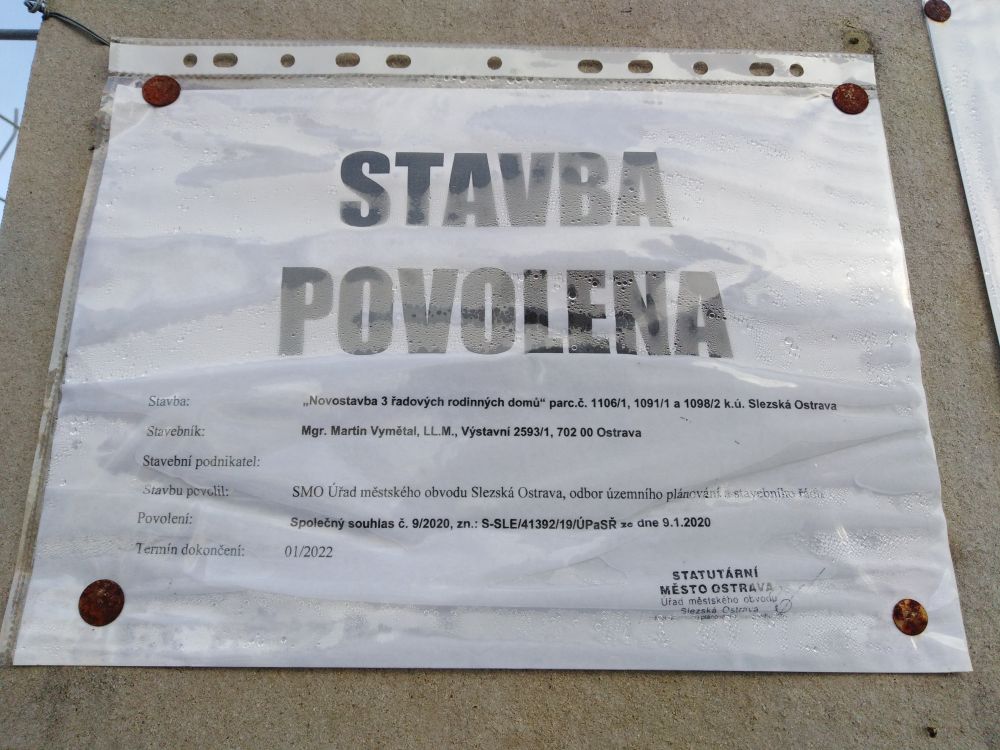 STAVBA
POVOLENA
Stavba: „Novostavba 3 řadových rodinných domů“ parc.č. 1106/1, 1091/1 a 1098/2 k.ú. Slezská Ostrava
Stavebník: Mgr. Martin Vymětal, LL.M., Výstavní 2593/1, 702 00 Ostrava
Stavební podnikatel:
Stavbu povolil: SMO Úřad městského obvodu Slezská Ostrava, odbor územního plánování a stavebního řádu
Povolení: Společný souhlas č. 9/2020, zn.: S-SLE/41392/19/ÚPaSŘ ze dne 9.1.2020
Termín dokončení: 01/2022
STATUTÁRNÍ
MĚSTO OSTRAVA
Úřad městského obvodu
Slezská Ostrava